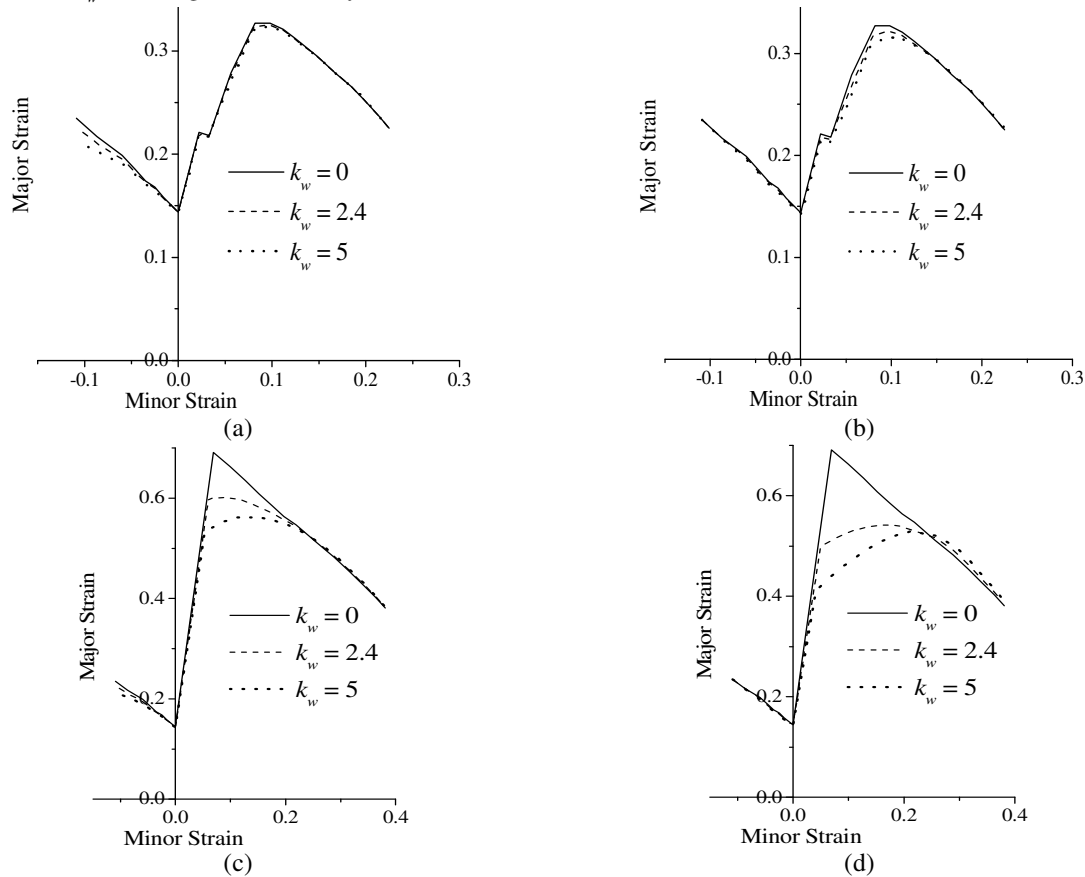 0.3
0.2
0.1
0.0
-0.1 0.0 0.1 0.2 0.3
Major Strain
Minor Strain
k_w = 0
k_w = 2.4
k_w = 5
(a)
0.3
0.2
0.1
0.0
-0.1 0.0 0.1 0.2 0.3
Major Strain
Minor Strain
k_w = 0
k_w = 2.4
k_w = 5
(b)
0.6
0.4
0.2
0.0
0.0 0.2 0.4
Major Strain
Minor Strain
k_w = 0
k_w = 2.4
k_w = 5
(c)
0.6
0.4
0.2
0.0
0.0 0.2 0.4
Major Strain
Minor Strain
k_w = 0
k_w = 2.4
k_w = 5
(d)